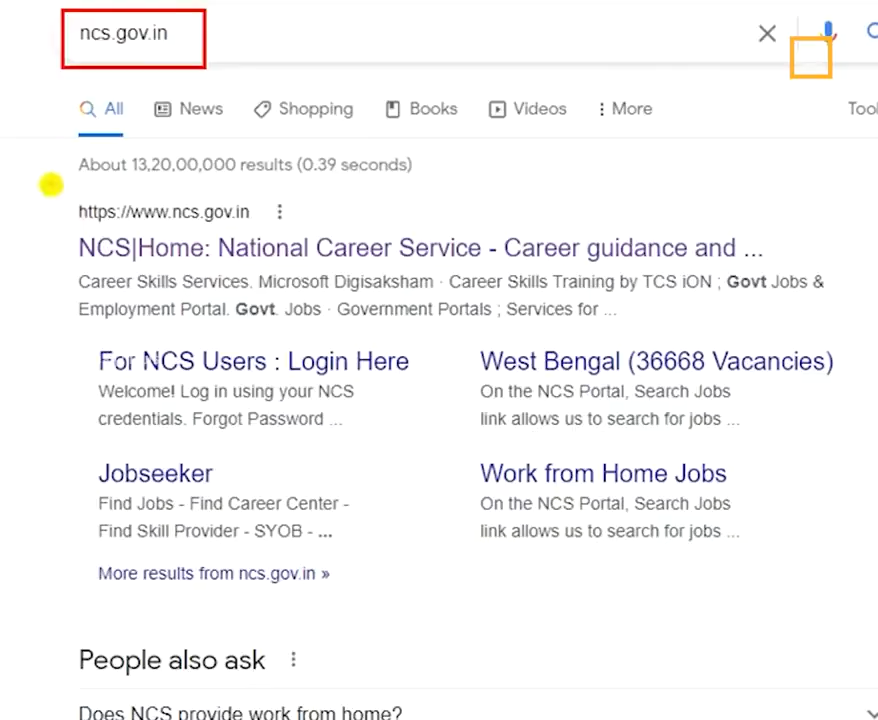 ncs.gov.in
All News Shopping Books Videos More
About 13,20,00,000 results (0.39 seconds)
https://www.ncs.gov.in
NCS|Home: National Career Service - Career guidance and ...
Career Skills Services. Microsoft Digisaksham · Career Skills Training by TCS iON ; Govt Jobs &
Employment Portal. Govt. Jobs · Government Portals ; Services for ...
For NCS Users : Login Here
Welcome! Log in using your NCS
credentials. Forgot Password ...
West Bengal (36668 Vacancies)
On the NCS Portal, Search Jobs
link allows us to search for jobs ...
Jobseeker
Find Jobs - Find Career Center -
Find Skill Provider - SYOB - ...
Work from Home Jobs
On the NCS Portal, Search Jobs
link allows us to search for jobs ...
More results from ncs.gov.in »
People also ask
Does NCS provide work from home?